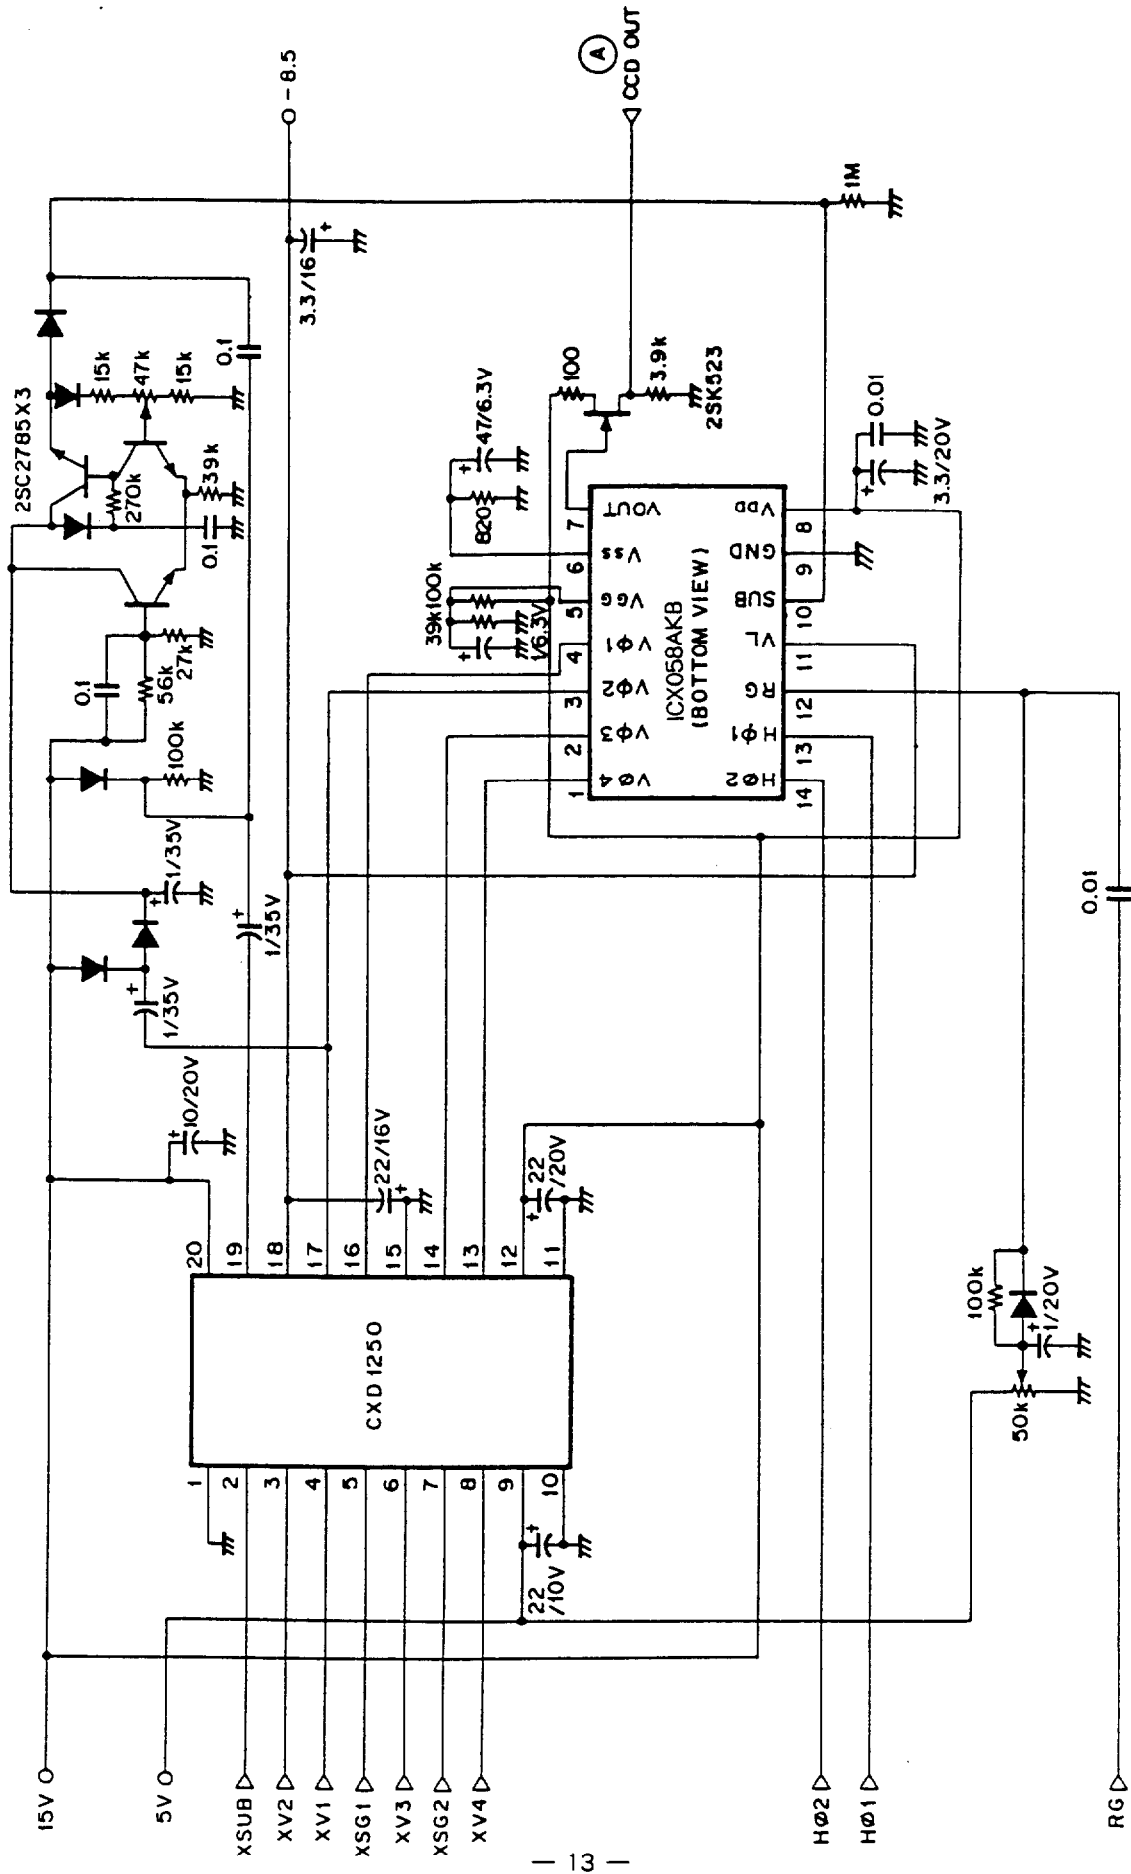 15V
5V
XSUB
XV2
XV1
XSG1
XV3
XSG2
XV4
HØ2
HØ1
RG
CXD1250
1
2
3
4
5
6
7
8
9
10
20
19
18
17
16
15
14
13
12
11
22
/10V
10/20V
22/16V
22
/20V
1/35V
1/35V
1/35V
100k
0.1
56k
27k
2SC2785X3
270k
0.1
39k
15k
47k
15k
0.1
-8.5
3.3/16
39k
100k
1/6.3V
820
47/6.3V
100
3.9k
2SK523
A
CCD OUT
1M
ICX058AKB
(BOTTOM VIEW)
1
2
3
4
5
6
7
VØ4
Vφ3
Vφ2
Vφ1
VGG
Vss
VOUT
14
13
12
11
10
9
8
HØ2
Hφ1
RG
VL
SUB
GND
VDD
0.01
3.3/20V
50k
100k
1/20V
0.01
— 13 —